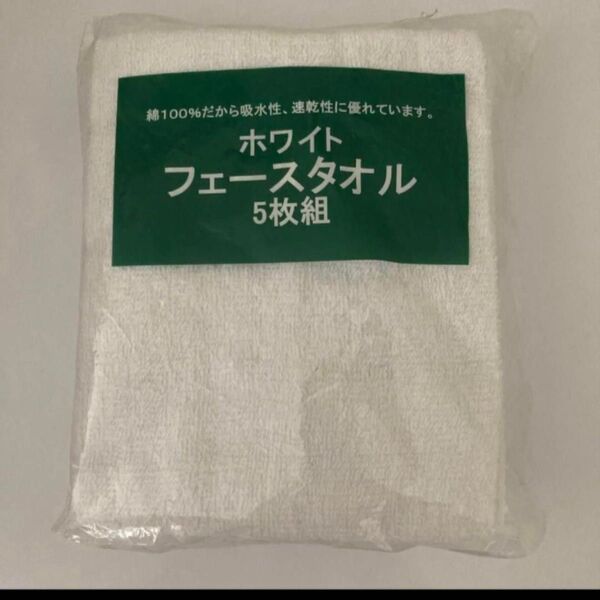 綿100%だから吸水性、速乾性に優れています。
ホワイト
フェースタオル
5枚組